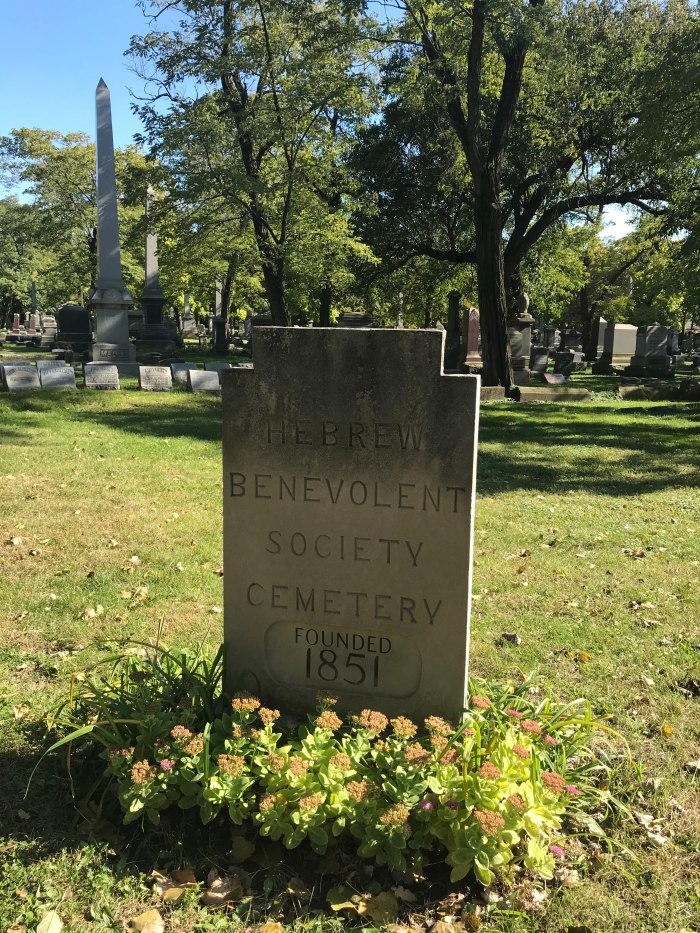 HEBREW
BENEVOLENT
SOCIETY
CEMETERY
FOUNDED
1851